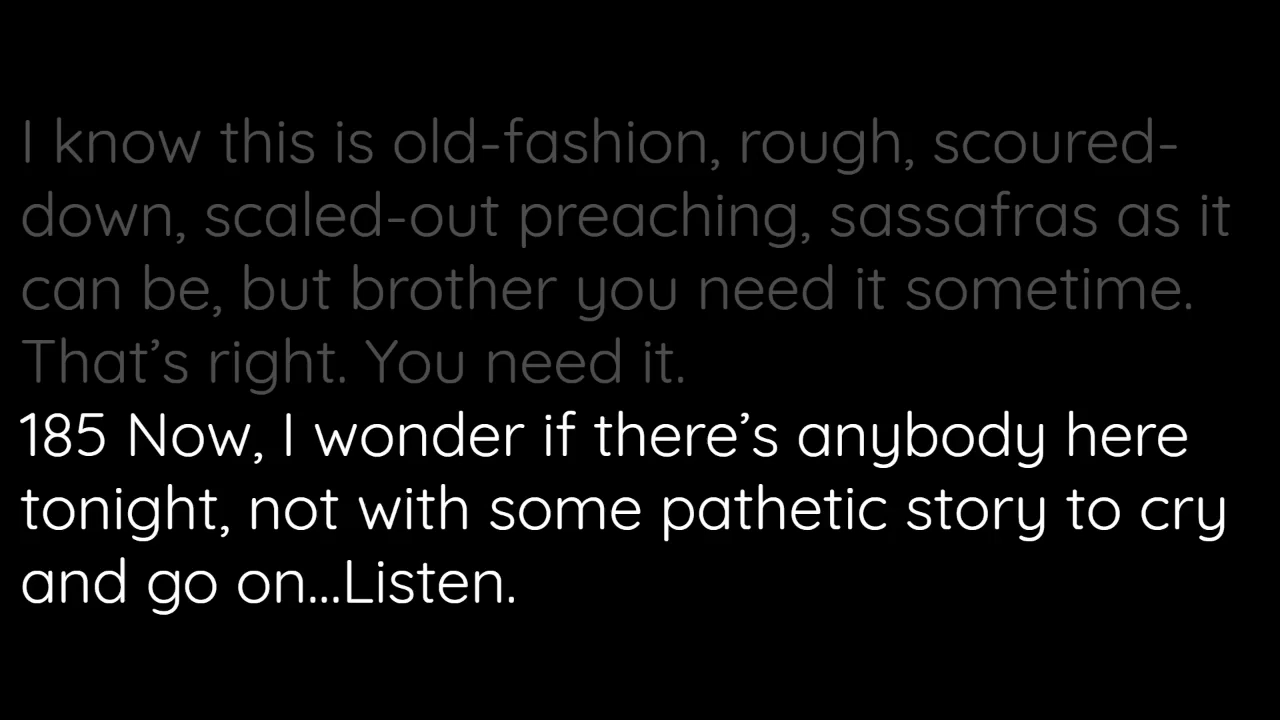 I know this is old-fashion, rough, scoured-
down, scaled-out preaching, sassafras as it
can be, but brother you need it sometime.
That’s right. You need it.
185 Now, I wonder if there’s anybody here
tonight, not with some pathetic story to cry
and go on...Listen.